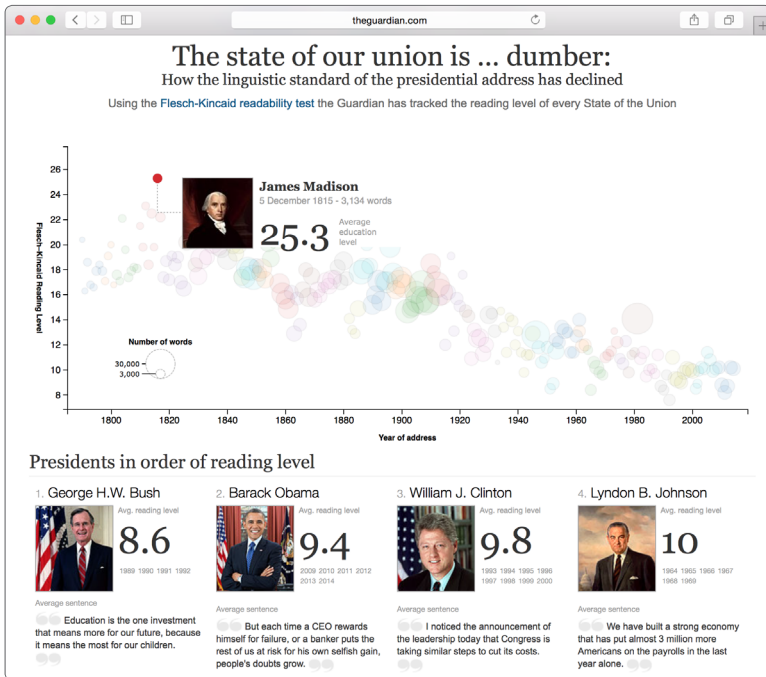 theguardian.com
The state of our union is ... dumber:
How the linguistic standard of the presidential address has declined
Using the Flesch-Kincaid readability test the Guardian has tracked the reading level of every State of the Union
26
24
22
20
18
16
14
12
10
8
Flesch-Kincaid Reading Level
James Madison
5 December 1815 - 3,134 words
25.3
Average
education
level
Number of words
30,000
3,000
1800 1820 1840 1860 1880 1900 1920 1940 1960 1980 2000
Year of address
Presidents in order of reading level
1. George H.W. Bush
Avg. reading level
8.6
1989 1990 1991 1992
Average sentence
Education is the one investment
that means more for our future, because
it means the most for our children.
2. Barack Obama
Avg. reading level
9.4
2009 2010 2011 2012
2013 2014
Average sentence
But each time a CEO rewards
himself for failure, or a banker puts the
rest of us at risk for his own selfish gain,
people's doubts grow.
3. William J. Clinton
Avg. reading level
9.8
1993 1994 1995 1996
1997 1998 1999 2000
Average sentence
I noticed the announcement of
the leadership today that Congress is
taking similar steps to cut its costs.
4. Lyndon B. Johnson
Avg. reading level
10
1964 1965 1966 1967
1968 1969
Average sentence
We have built a strong economy
that has put almost 3 million more
Americans on the payrolls in the last
year alone.